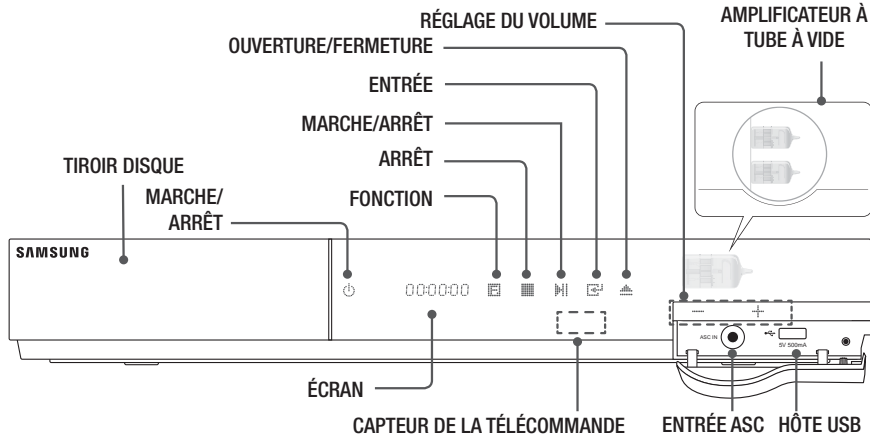 RÉGLAGE DU VOLUME
AMPLIFICATEUR À
TUBE À VIDE
OUVERTURE/FERMETURE
ENTRÉE
MARCHE/ARRÊT
ARRÊT
TIROIR DISQUE
MARCHE/
ARRÊT
FONCTION
SAMSUNG
00:00:00
F
ASC IN
5V 500mA
ÉCRAN
CAPTEUR DE LA TÉLÉCOMMANDE
ENTRÉE ASC
HÔTE USB